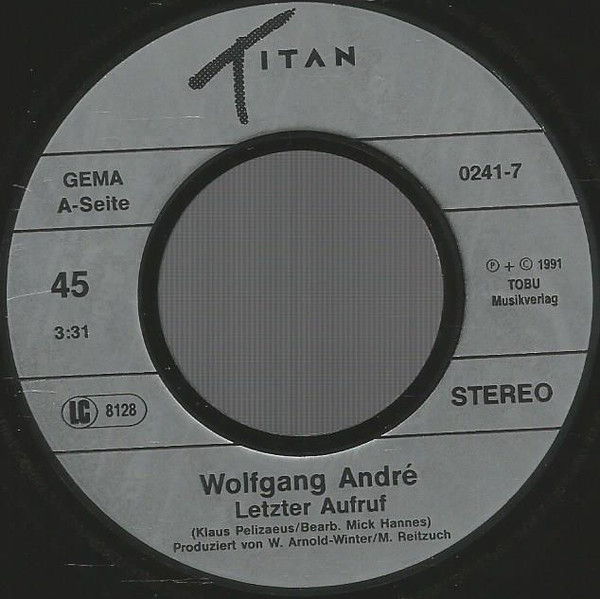 TITAN
GEMA
A-Seite
0241-7
45
3:31
℗ + © 1991
TOBU
Musikverlag
LC 8128
STEREO
Wolfgang André
Letzter Aufruf
(Klaus Pelizaeus/Bearb. Mick Hannes)
Produziert von W. Arnold-Winter/M. Reitzuch